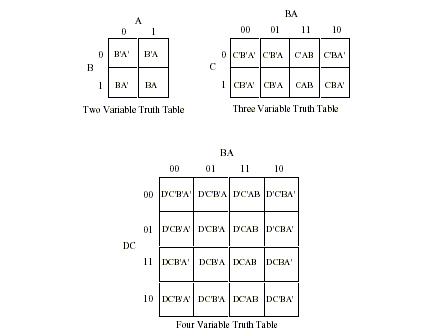 A
0 1
B
0 B'A' B'A
1 BA' BA
Two Variable Truth Table
BA
00 01 11 10
C
0 C'B'A' C'B'A C'AB C'BA'
1 CB'A' CB'A CAB CBA'
Three Variable Truth Table
BA
00 01 11 10
00 D'C'B'A' D'C'B'A D'C'AB D'C'BA'
01 D'CB'A' D'CB'A D'CAB D'CBA'
DC
11 DCB'A' DCB'A DCAB DCBA'
10 DC'B'A' DC'B'A DC'AB DC'BA'
Four Variable Truth Table